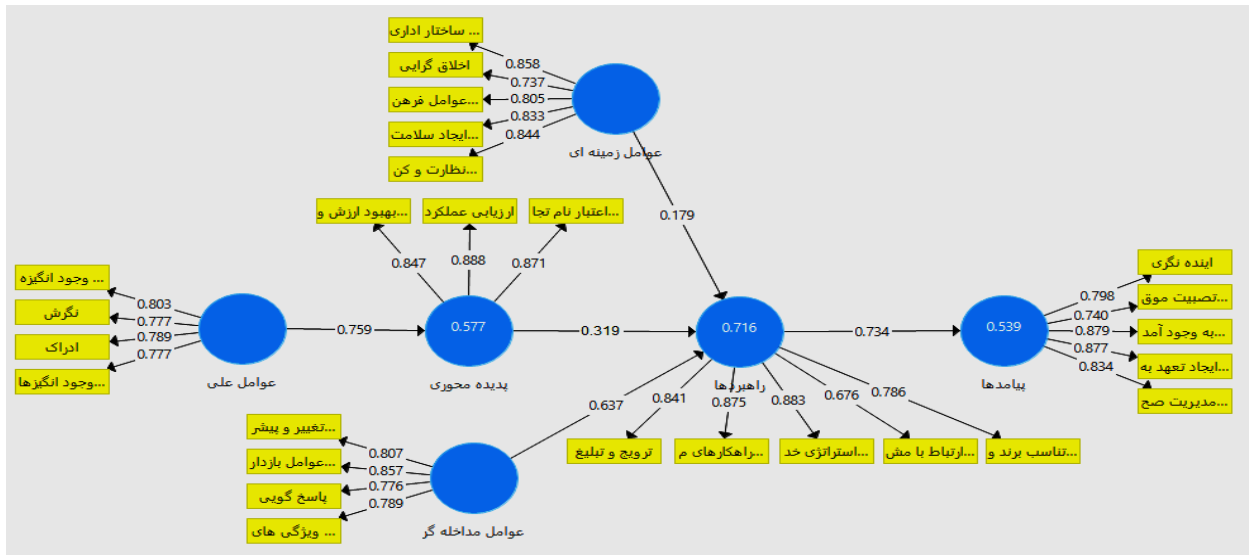 ساختار اداری ...
0.858
اخلاق گرایی
0.737
عوامل فرهن...
0.805
ایجاد سلامت...
0.833
نظارت و کن...
0.844
عوامل زمینه ای
0.179
بهبود ارزش و...
ارزیابی عملکرد
اعتبار نام تجا...
0.847
0.888
0.871
وجود انگیزه ...
0.803
نگرش
0.777
ادراک
0.789
وجود انگیزها...
0.777
عوامل علی
0.759
0.577
پدیده محوری
0.319
0.716
راهبردها
0.734
0.539
پیامدها
اینده نگری
0.798
تصبیت موق...
0.740
به وجود آمد...
0.879
ایجاد تعهد به...
0.877
مدیریت صح...
0.834
0.637
0.841
0.875
0.883
0.676
0.786
ترویج و تبلیغ
راهکارهای م...
استراتژی خد...
ارتباط با مش...
تناسب برند و...
تغییر و پیشر...
0.807
عوامل بازدار...
0.857
پاسخ گویی
0.776
ویژگی های ...
0.789
عوامل مداخله گر